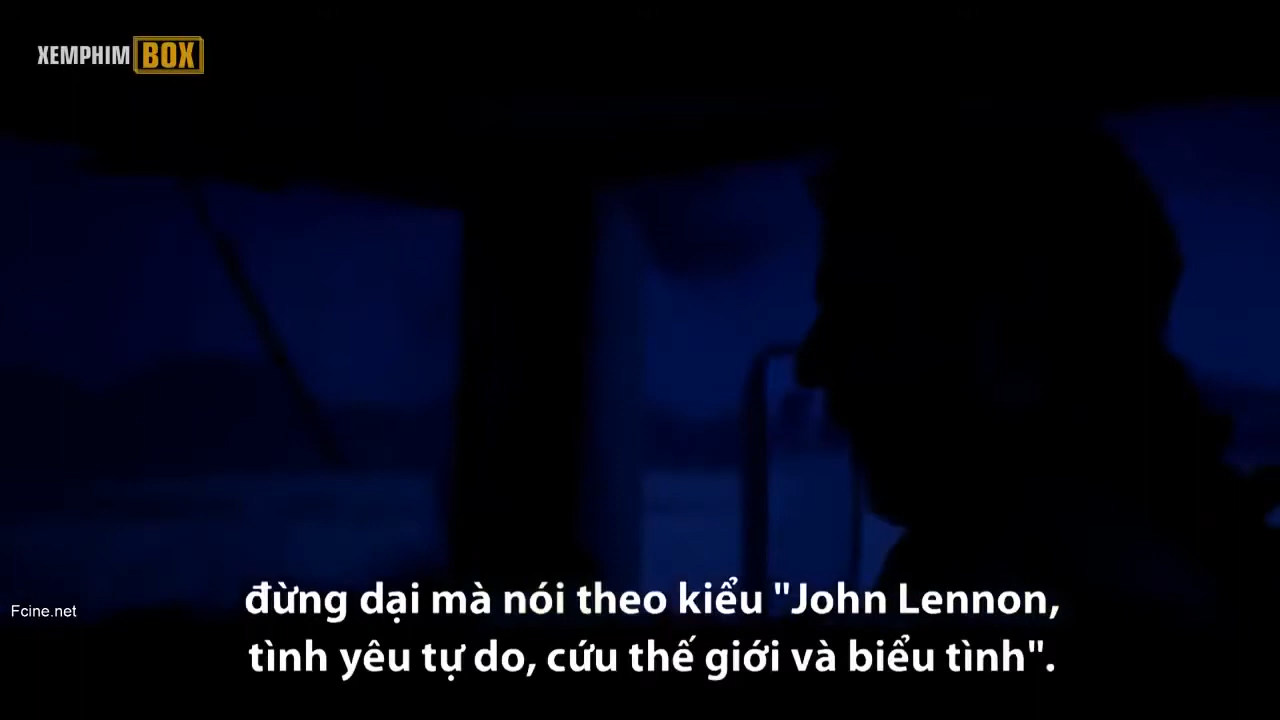 XEMPHIM BOX
Fcine.net
đừng dại mà nói theo kiểu "John Lennon,
tình yêu tự do, cứu thế giới và biểu tình".